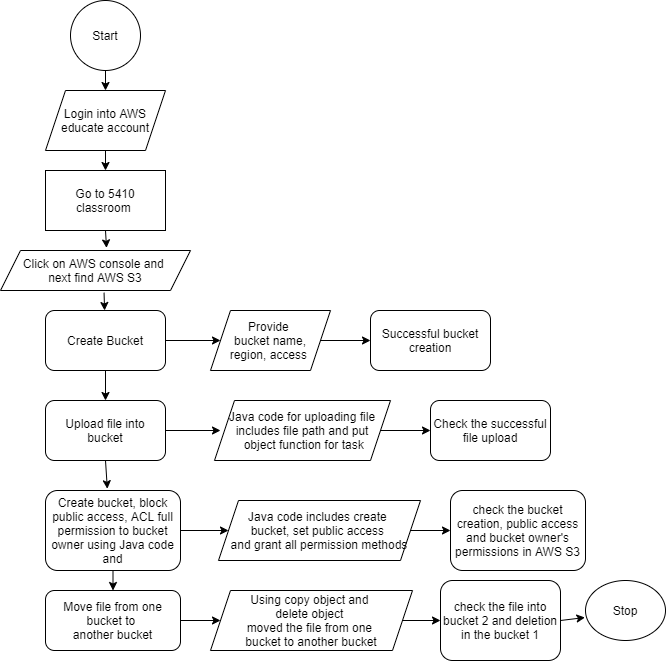 Start
Login into AWS
educate account
Go to 5410
classroom
Click on AWS console and
next find AWS S3
Create Bucket
Provide
bucket name,
region, access
Successful bucket
creation
Upload file into
bucket
Java code for uploading file
includes file path and put
object function for task
Check the successful
file upload
Create bucket, block
public access, ACL full
permission to bucket
owner using Java code
and
Java code includes create
bucket, set public access
and grant all permission methods
check the bucket
creation, public access
and bucket owner's
permissions in AWS S3
Move file from one
bucket to
another bucket
Using copy object and
delete object
moved the file from one
bucket to another bucket
check the file into
bucket 2 and deletion
in the bucket 1
Stop